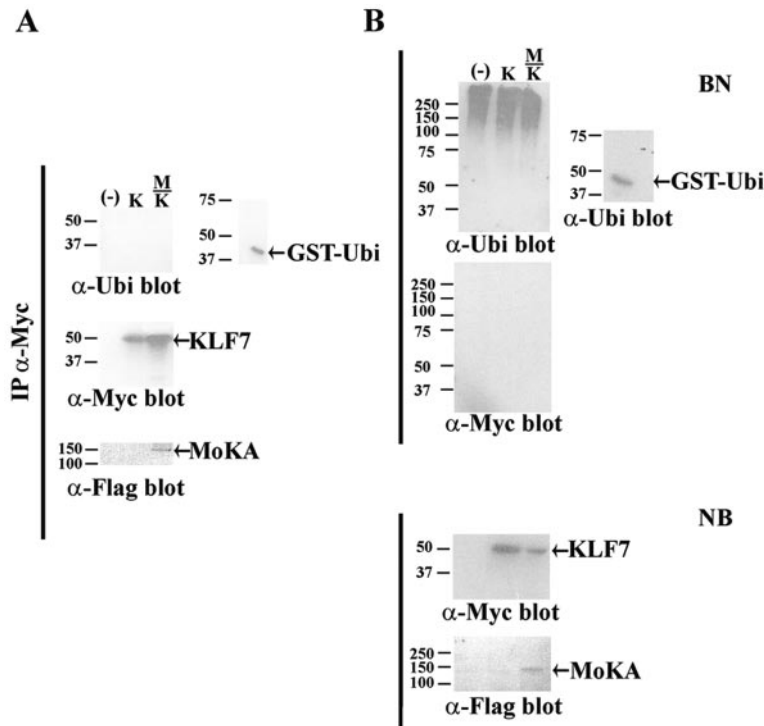 A
IP α-Myc
(-) K M/K
50
37
α-Ubi blot
75
50
37
GST-Ubi
50
37
KLF7
α-Myc blot
150
100
MoKA
α-Flag blot
B
BN
(-) K M/K
250
150
100
75
50
37
α-Ubi blot
75
50
37
GST-Ubi
α-Ubi blot
250
150
100
75
50
37
α-Myc blot
NB
50
37
KLF7
α-Myc blot
250
150
100
MoKA
α-Flag blot